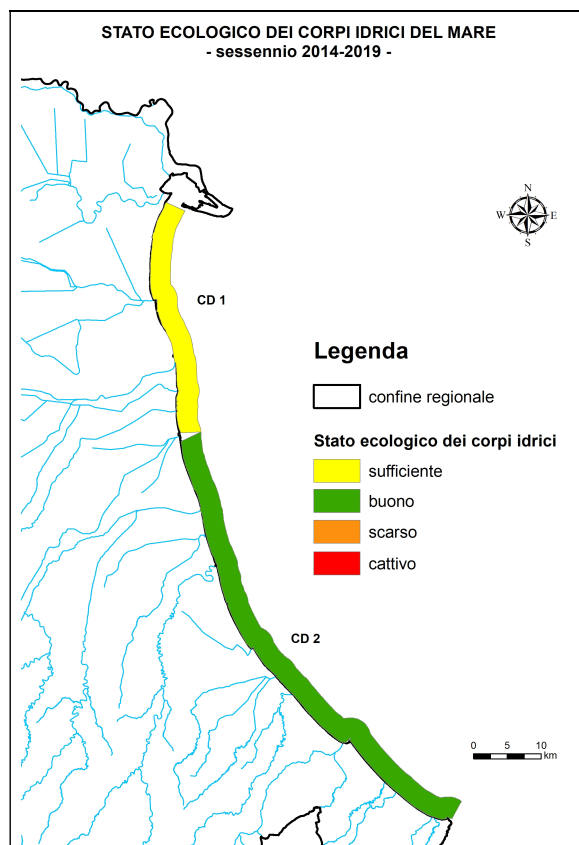 STATO ECOLOGICO DEI CORPI IDRICI DEL MARE
- sessennio 2014-2019 -
N
W
E
S
CD 1
Legenda
confine regionale
Stato ecologico dei corpi idrici
sufficiente
buono
scarso
cattivo
CD 2
0 5 10
km